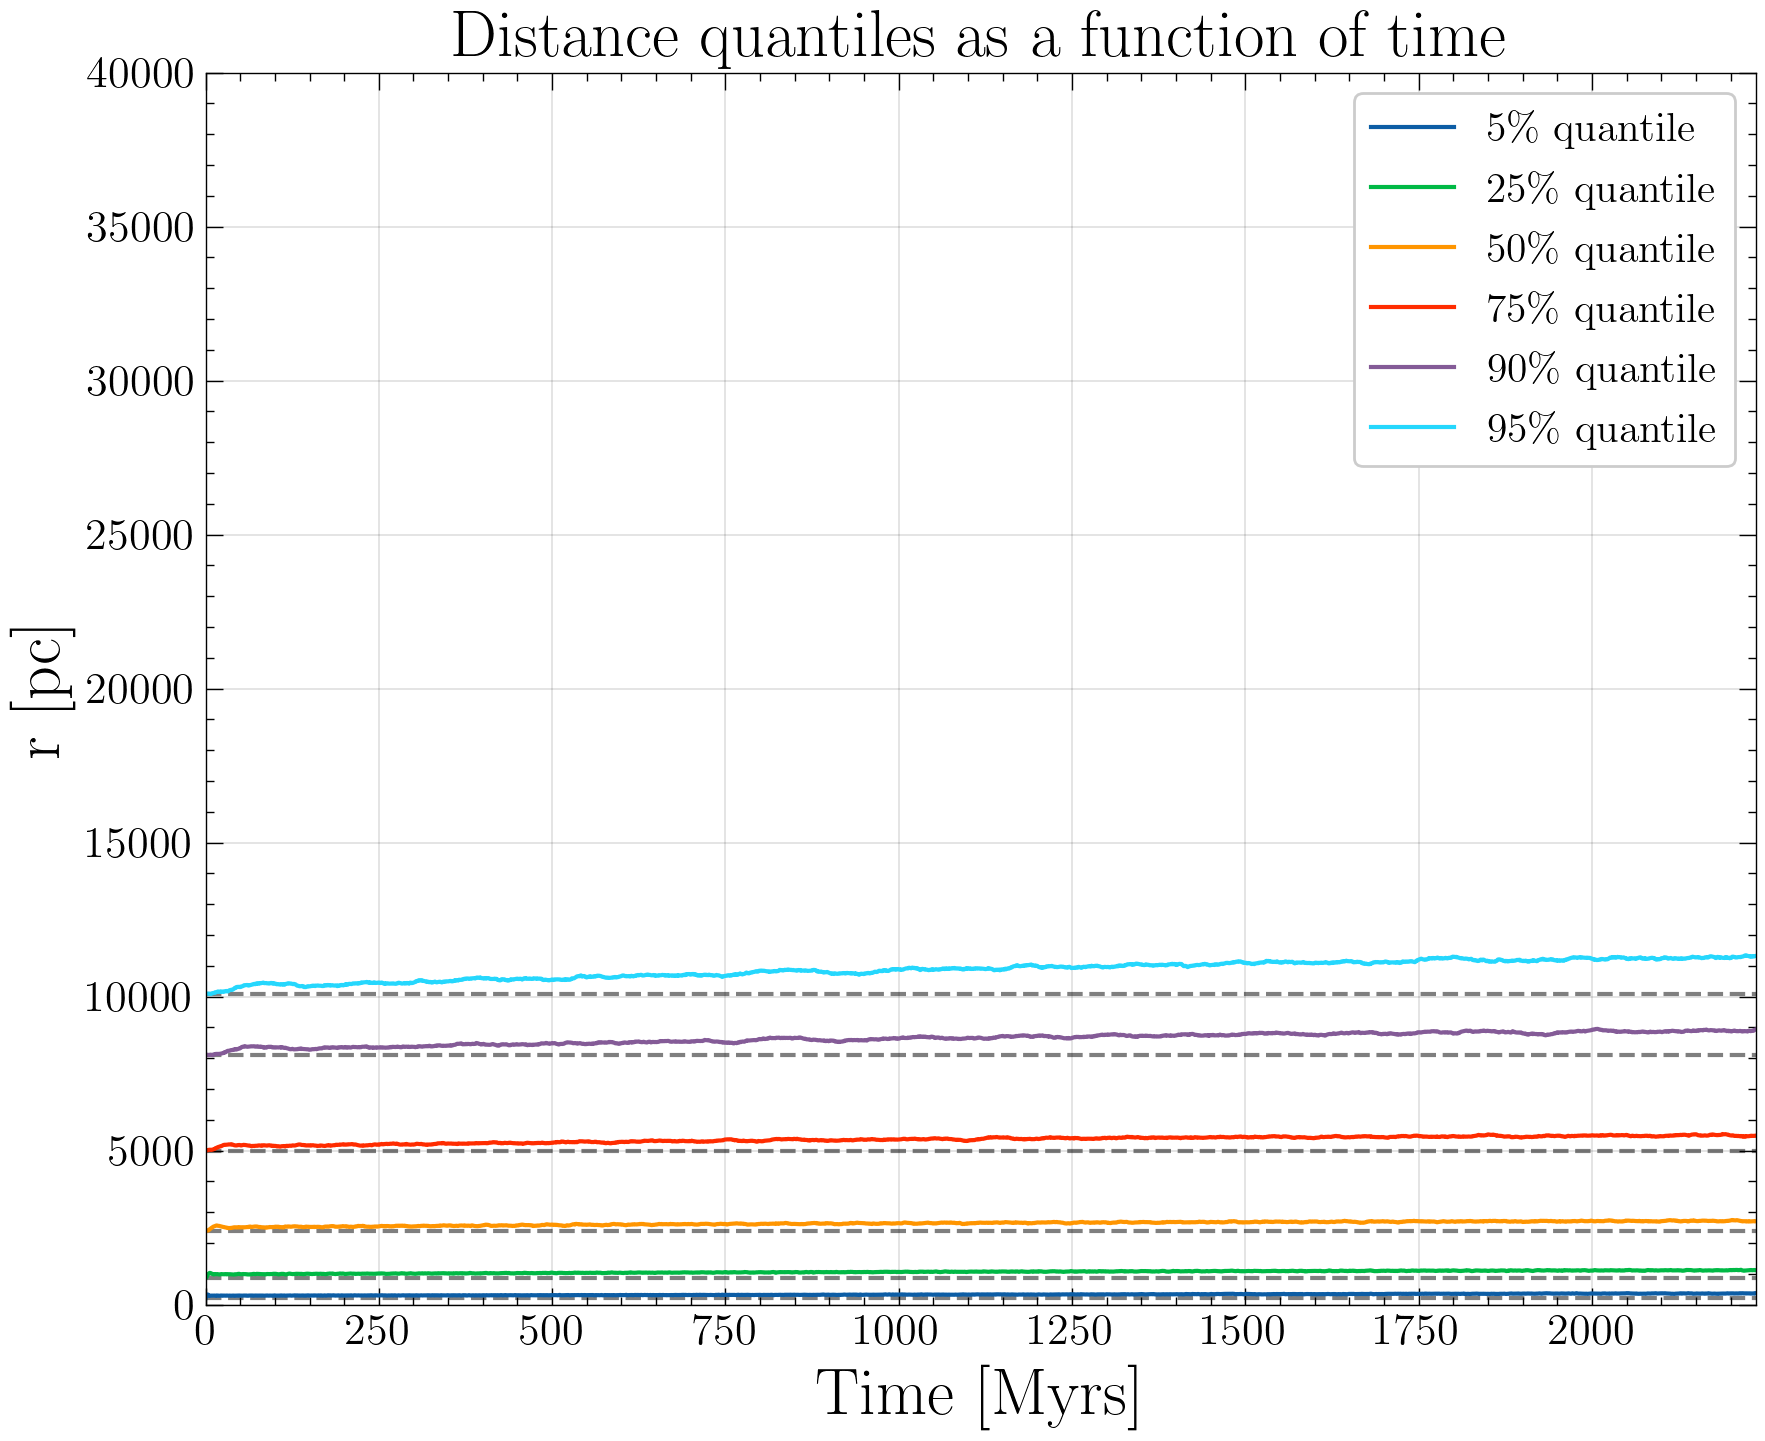 Distance quantiles as a function of time
40000
35000
30000
25000
20000
15000
10000
5000
0
r [pc]
5% quantile
25% quantile
50% quantile
75% quantile
90% quantile
95% quantile
0 250 500 750 1000 1250 1500 1750 2000
Time [Myrs]